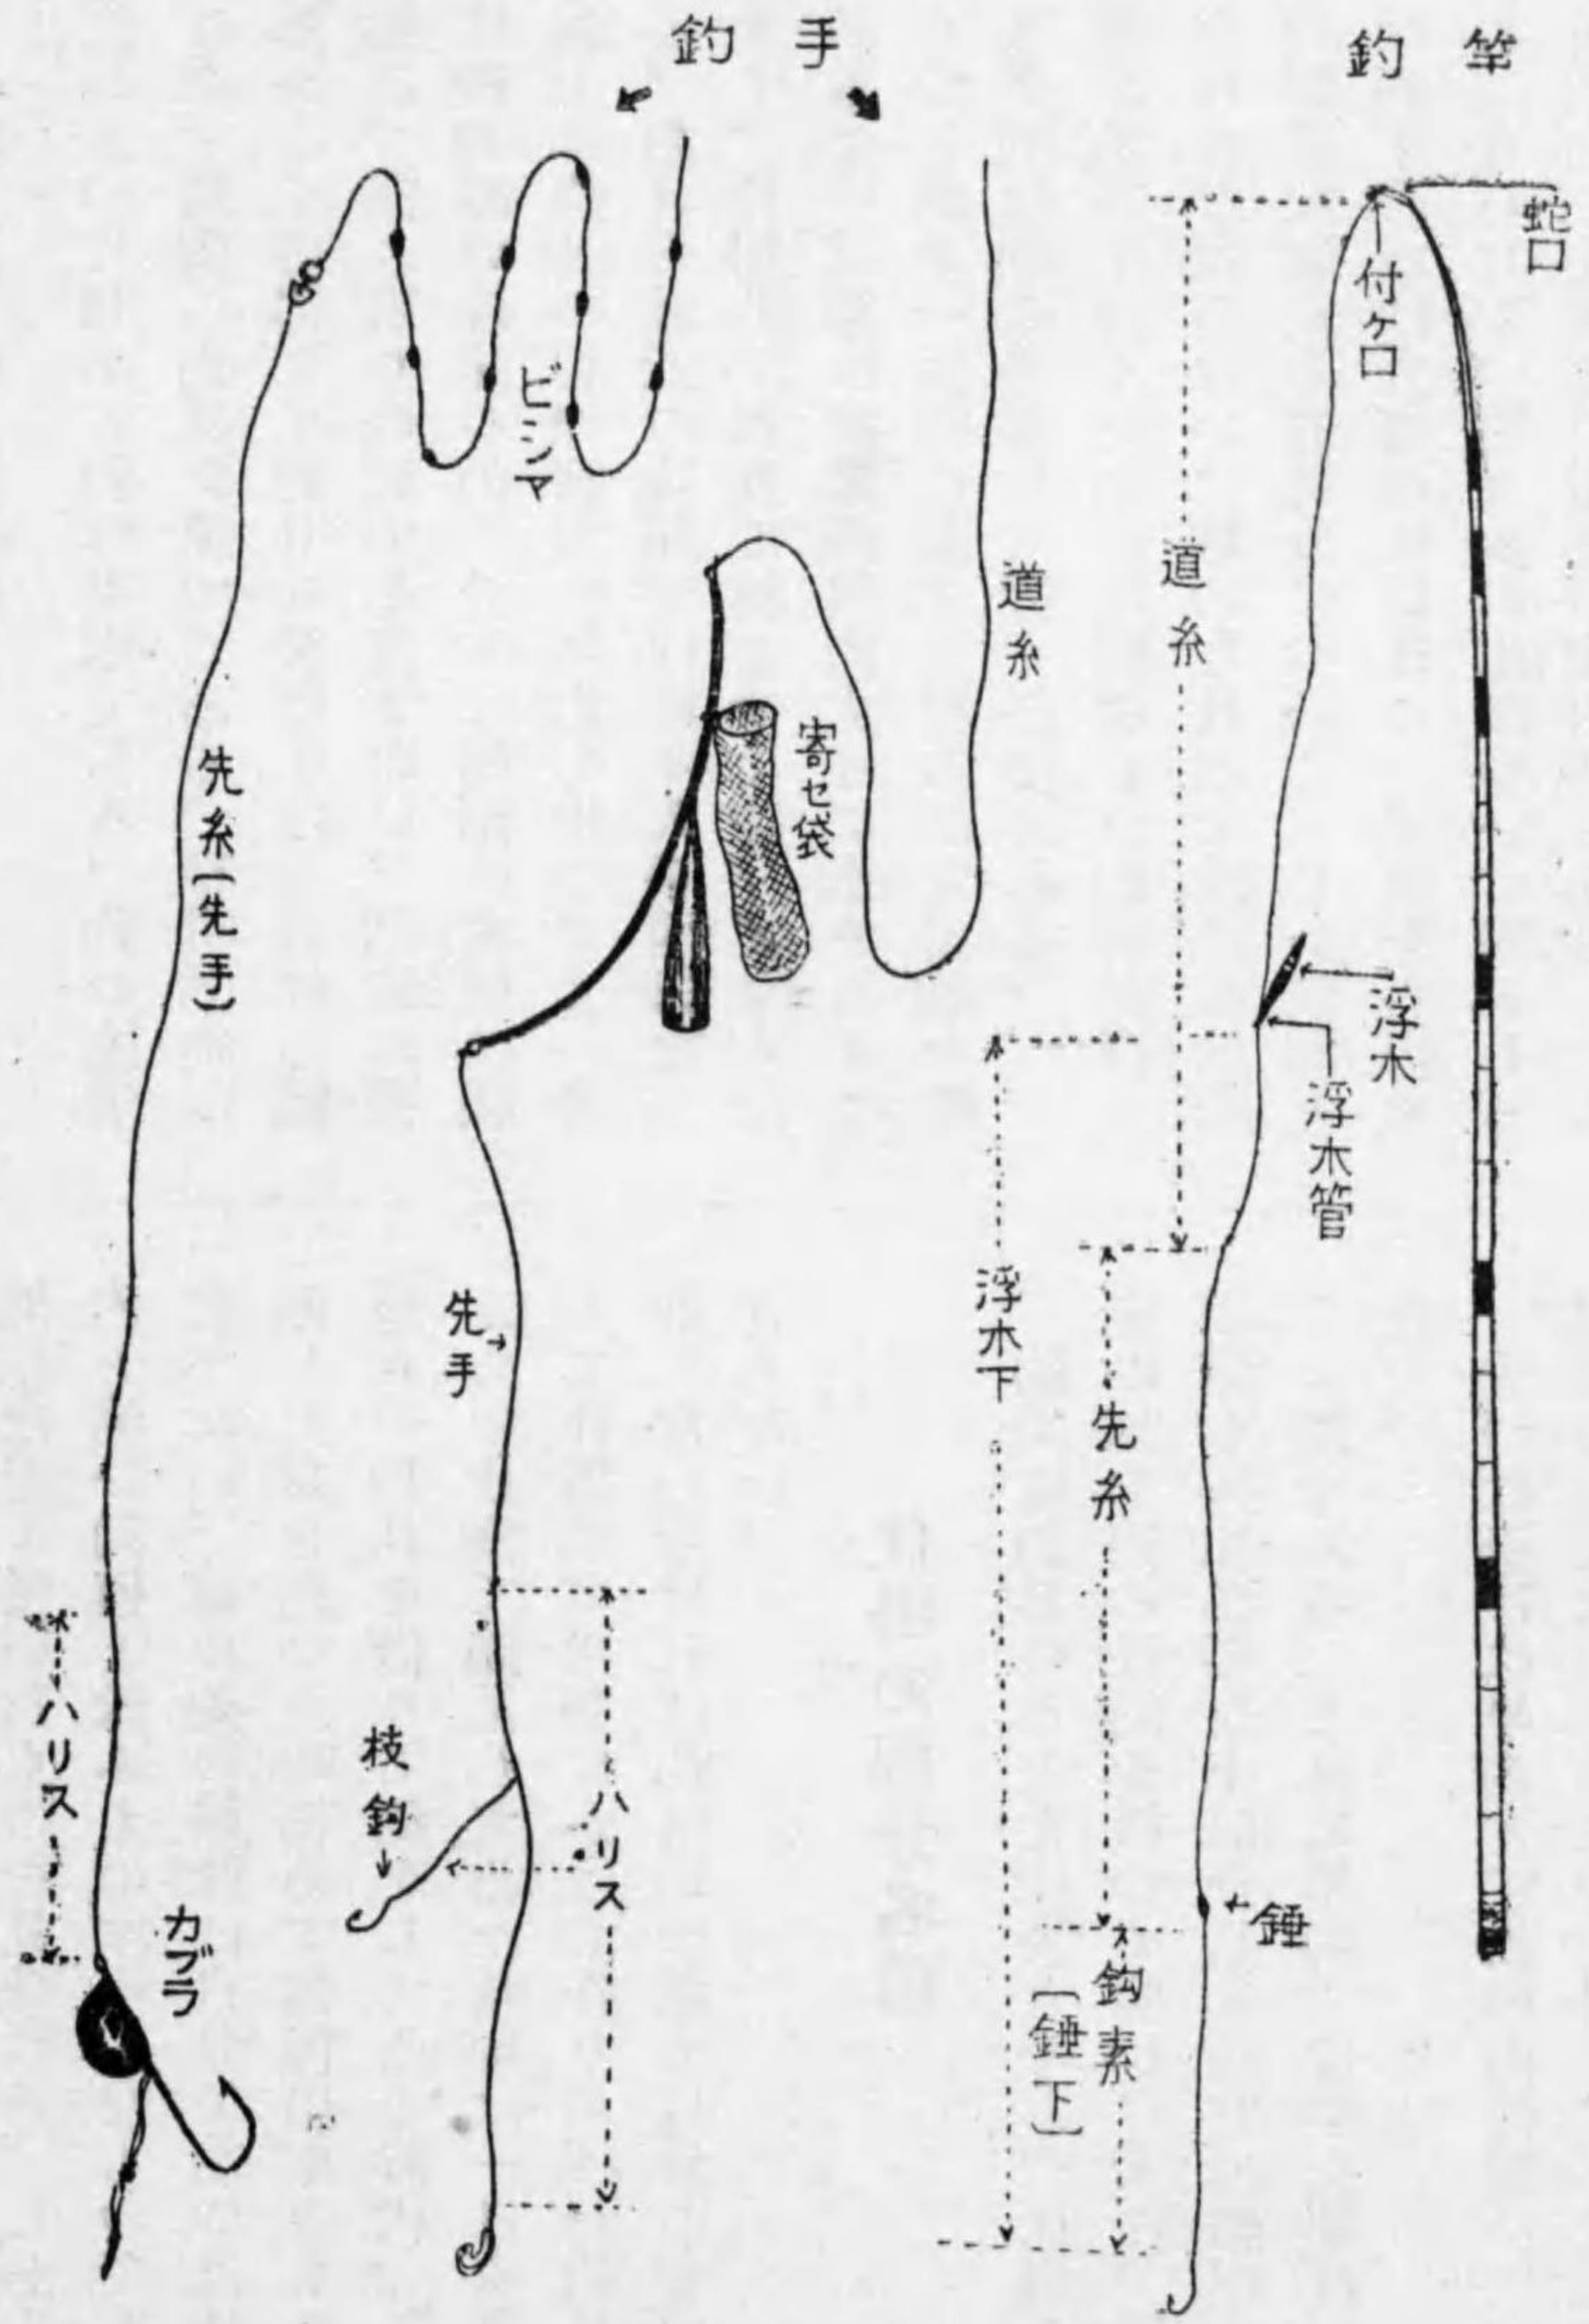 竿釣
蛇口
付ケ口
道糸
浮木
浮木管
先糸
浮木下
錘
鈎素
〔錘下〕
手釣
道糸
寄セ袋
先手
ハリス
枝鈎
ビシマ
先糸〔先手〕
ハリス
カブラ